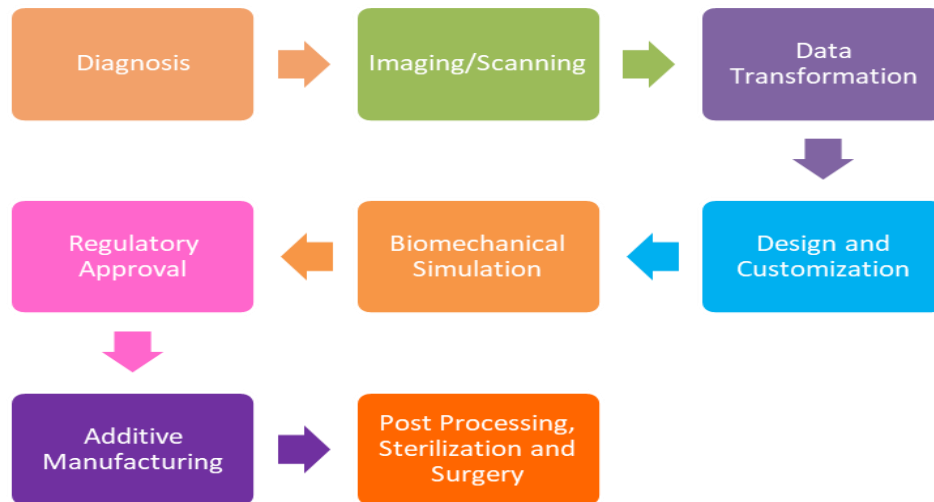 Diagnosis
Imaging/Scanning
Data
Transformation
Design and
Customization
Biomechanical
Simulation
Regulatory
Approval
Additive
Manufacturing
Post Processing,
Sterilization and
Surgery